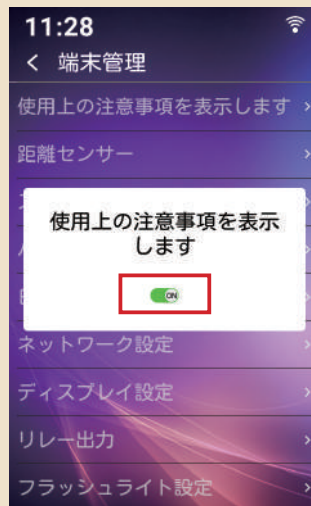 11:28
< 端末管理
使用上の注意事項を表示します >
距離センサー >
使用上の注意事項を表示
します
ON
ネットワーク設定 >
ディスプレイ設定 >
リレー出力 >
フラッシュライト設定 >